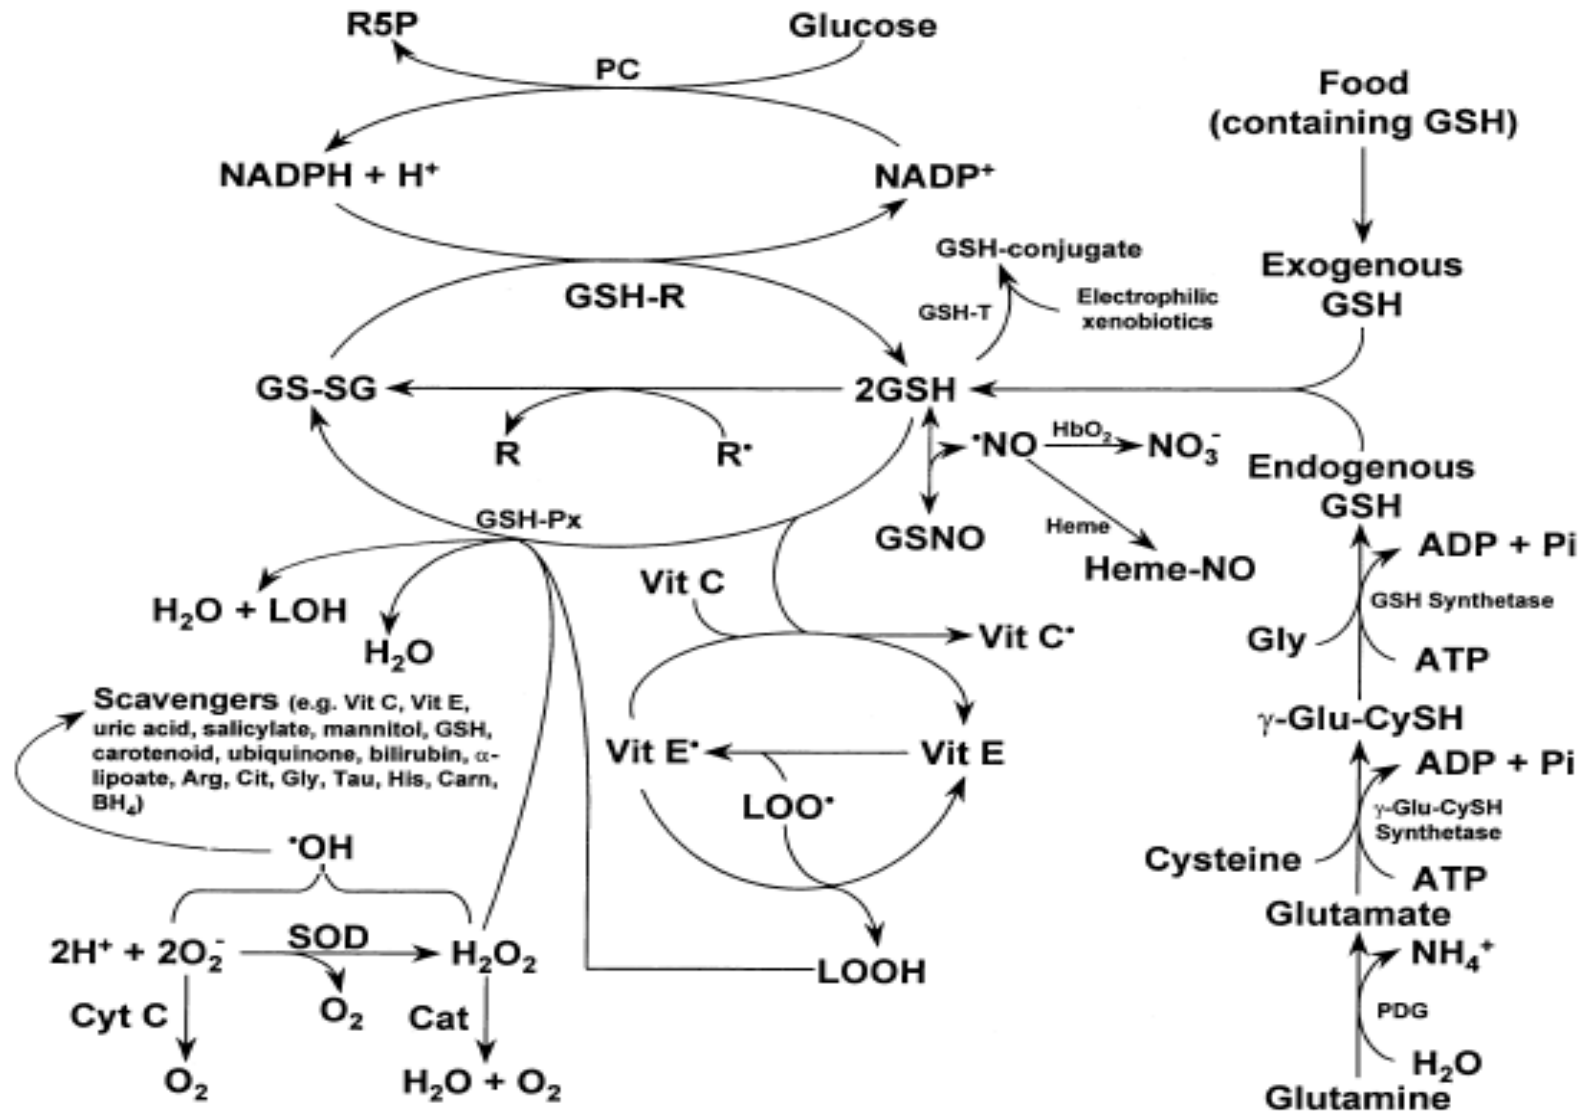 R5P
Glucose
PC
NADPH + H⁺
NADP⁺
GSH-R
GS-SG
2GSH
R
R•
GSH-Px
GSH-conjugate
GSH-T
Electrophilic
xenobiotics
Food
(containing GSH)
Exogenous
GSH
•NO
HbO₂
NO₃⁻
Heme
Heme-NO
GSNO
Endogenous
GSH
ADP + Pi
GSH Synthetase
Gly
ATP
γ-Glu-CySH
ADP + Pi
γ-Glu-CySH
Synthetase
Cysteine
ATP
Glutamate
NH₄⁺
PDG
H₂O
Glutamine
H₂O + LOH
H₂O
Vit C
Vit C•
Vit E•
Vit E
LOO•
LOOH
Scavengers (e.g. Vit C, Vit E,
uric acid, salicylate, mannitol, GSH,
carotenoid, ubiquinone, bilirubin, α-
lipoate, Arg, Cit, Gly, Tau, His, Carn,
BH₄)
•OH
2H⁺ + 2O₂⁻
SOD
H₂O₂
O₂
Cyt C
Cat
O₂
H₂O + O₂